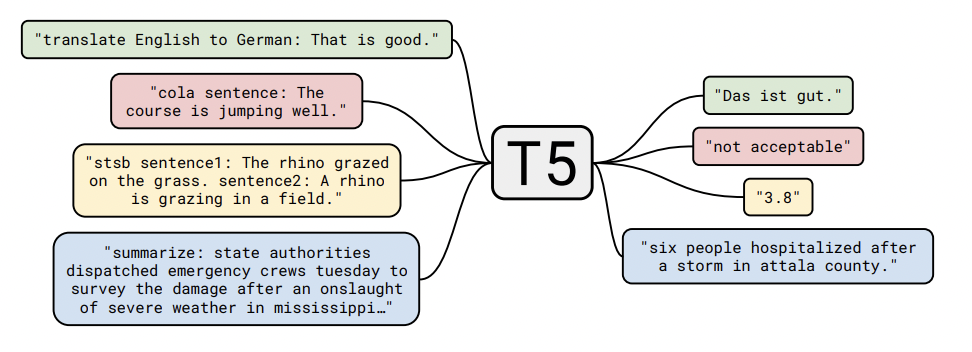 "translate English to German: That is good."
"cola sentence: The
course is jumping well."
"stsb sentence1: The rhino grazed
on the grass. sentence2: A rhino
is grazing in a field."
"summarize: state authorities
dispatched emergency crews tuesday to
survey the damage after an onslaught
of severe weather in mississippi…"
T5
"Das ist gut."
"not acceptable"
"3.8"
"six people hospitalized after
a storm in attala county."